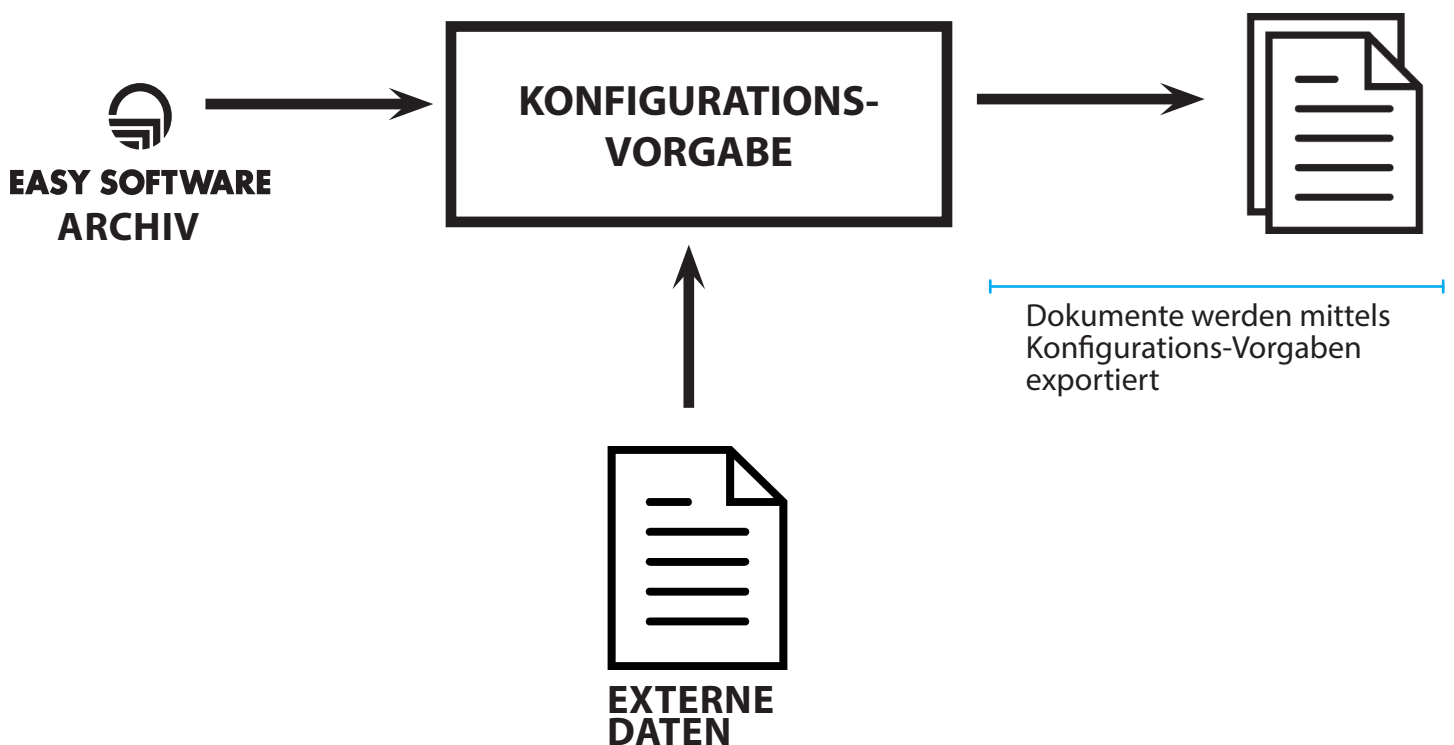 EASY SOFTWARE
ARCHIV
KONFIGURATIONS-
VORGABE
Dokumente werden mittels
Konfigurations-Vorgaben
exportiert
EXTERNE
DATEN